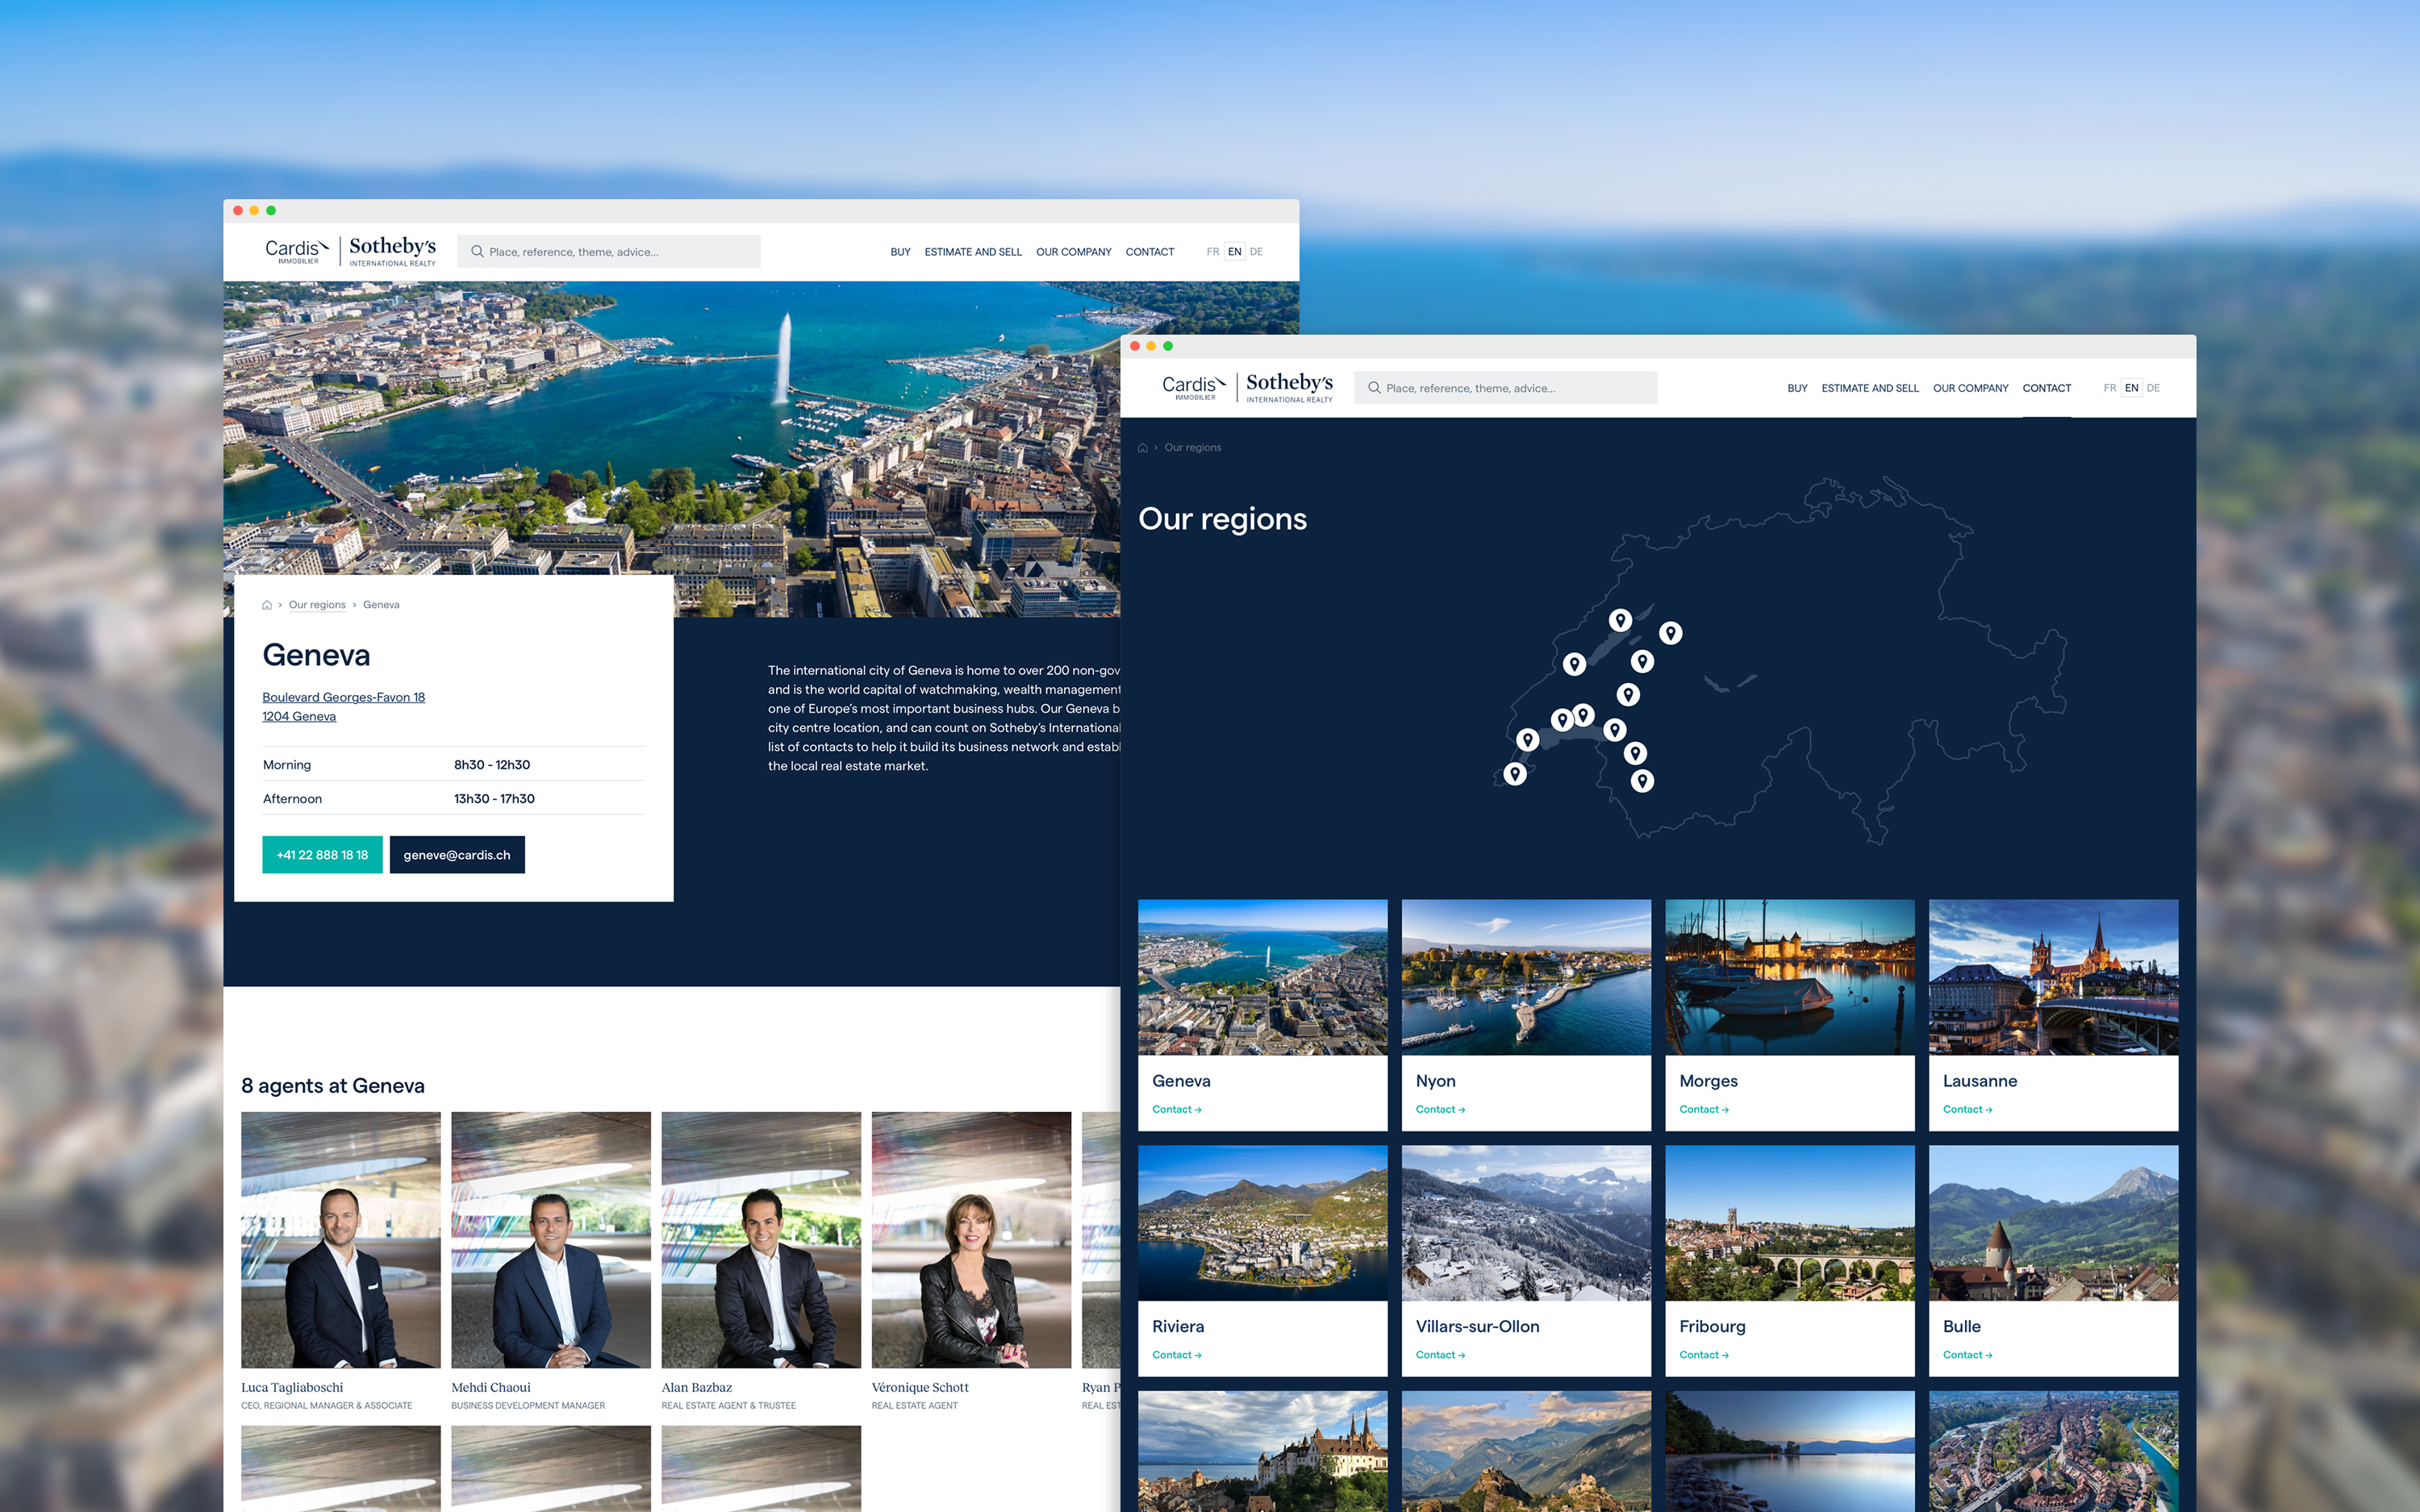 Cardis
IMMOBILIER
Sotheby's
INTERNATIONAL REALTY
Place, reference, theme, advice...
BUY ESTIMATE AND SELL OUR COMPANY CONTACT
FR EN DE
Our regions > Geneva
Geneva
Boulevard Georges-Favon 18
1204 Geneva
Morning 8h30 - 12h30
Afternoon 13h30 - 17h30
+41 22 888 18 18 geneve@cardis.ch
The international city of Geneva is home to over 200 non-gov
and is the world capital of watchmaking, wealth management
one of Europe's most important business hubs. Our Geneva b
city centre location, and can count on Sotheby's International
list of contacts to help it build its business network and establ
the local real estate market.
8 agents at Geneva
Luca Tagliaboschi
CEO, REGIONAL MANAGER & ASSOCIATE
Mehdi Chaoui
BUSINESS DEVELOPMENT MANAGER
Alan Bazbaz
REAL ESTATE AGENT & TRUSTEE
Véronique Schott
REAL ESTATE AGENT
Ryan P
REAL EST
Cardis
IMMOBILIER
Sotheby's
INTERNATIONAL REALTY
Place, reference, theme, advice...
BUY ESTIMATE AND SELL OUR COMPANY CONTACT
FR EN DE
> Our regions
Our regions
Geneva
Contact →
Nyon
Contact →
Morges
Contact →
Lausanne
Contact →
Riviera
Contact →
Villars-sur-Ollon
Contact →
Fribourg
Contact →
Bulle
Contact →